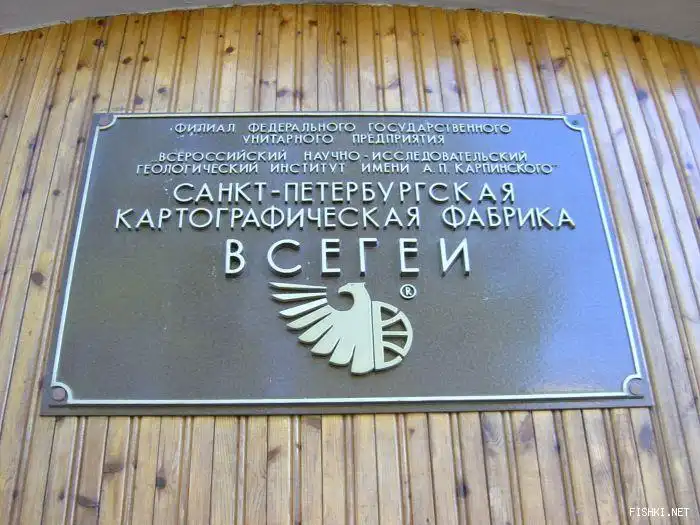 ФИЛИАЛ ФЕДЕРАЛЬНОГО ГОСУДАРСТВЕННОГО
УНИТАРНОГО ПРЕДПРИЯТИЯ
"ВСЕРОССИЙСКИЙ НАУЧНО-ИССЛЕДОВАТЕЛЬСКИЙ
ГЕОЛОГИЧЕСКИЙ ИНСТИТУТ ИМЕНИ А.П.КАРПИНСКОГО"
САНКТ-ПЕТЕРБУРГСКАЯ
КАРТОГРАФИЧЕСКАЯ ФАБРИКА
ВСЕГЕИ
®
FISHKI.NET